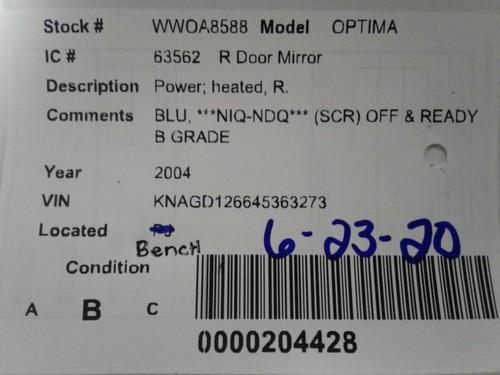 Stock # WWOA8588 Model OPTIMA
IC # 63562 R Door Mirror
Description Power; heated, R.
Comments BLU, ***NIQ-NDQ*** (SCR) OFF & READY
B GRADE
Year 2004
VIN KNAGD126645363273
Located
Bench 6-23-20
Condition
A B C
0000204428